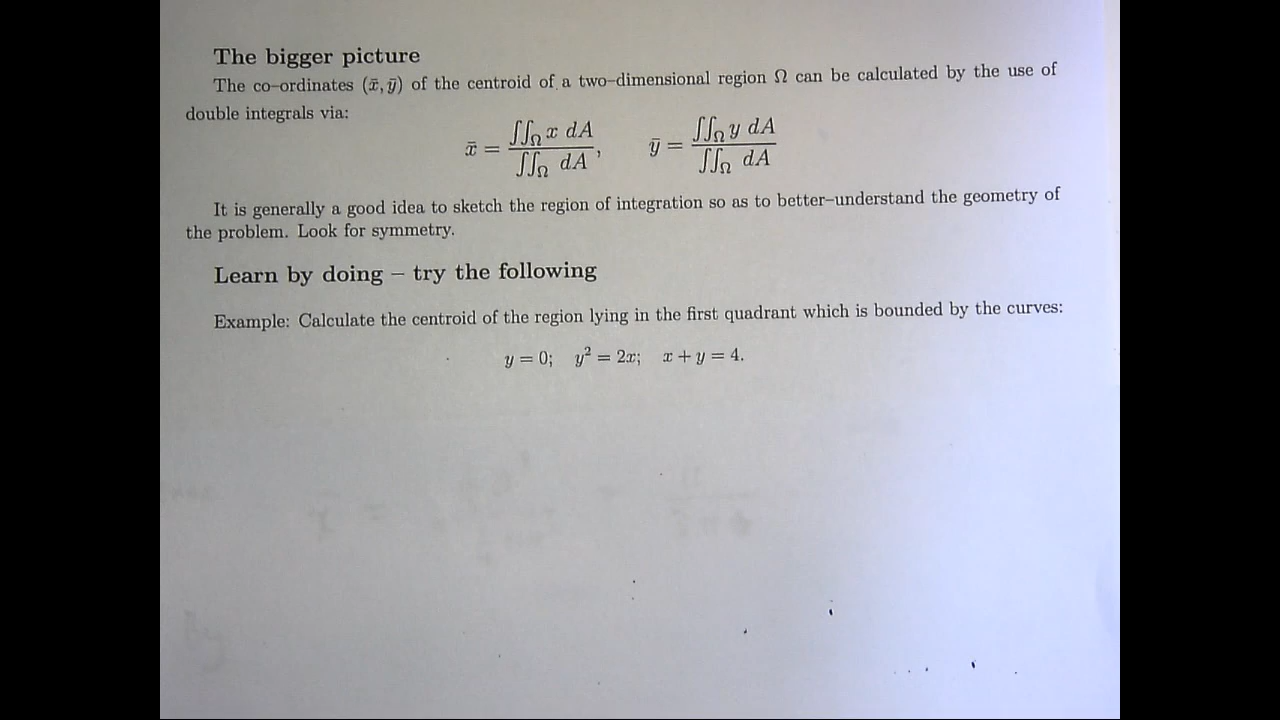 The bigger picture
The co–ordinates (x̄, ȳ) of the centroid of a two–dimensional region Ω can be calculated by the use of
double integrals via:
x̄ = ∬_Ω x dA / ∬_Ω dA, ȳ = ∬_Ω y dA / ∬_Ω dA
It is generally a good idea to sketch the region of integration so as to better–understand the geometry of
the problem. Look for symmetry.
Learn by doing – try the following
Example: Calculate the centroid of the region lying in the first quadrant which is bounded by the curves:
y = 0; y² = 2x; x + y = 4.